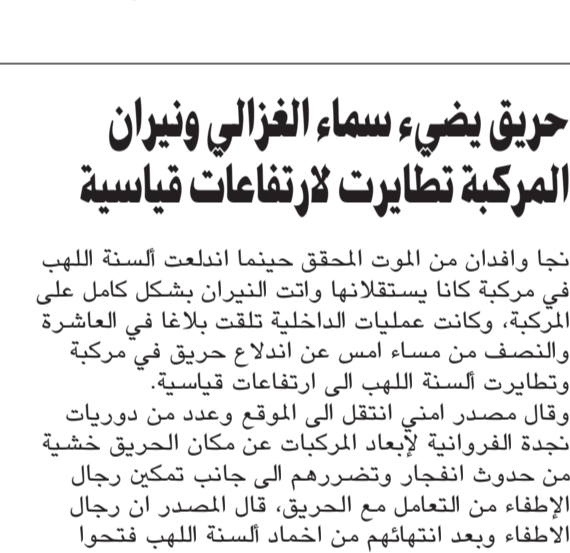 حريق يضيء سماء الغزالي ونيران
المركبة تطايرت لارتفاعات قياسية
نجا وافدان من الموت المحقق حينما اندلعت ألسنة اللهب
في مركبة كانا يستقلانها واتت النيران بشكل كامل على
المركبة، وكانت عمليات الداخلية تلقت بلاغا في العاشرة
والنصف من مساء امس عن اندلاع حريق في مركبة
وتطايرت ألسنة اللهب الى ارتفاعات قياسية.
وقال مصدر امني انتقل الى الموقع وعدد من دوريات
نجدة الفروانية لإبعاد المركبات عن مكان الحريق خشية
من حدوث انفجار وتضررهم الى جانب تمكين رجال
الإطفاء من التعامل مع الحريق، قال المصدر ان رجال
الاطفاء وبعد انتهائهم من اخماد ألسنة اللهب فتحوا